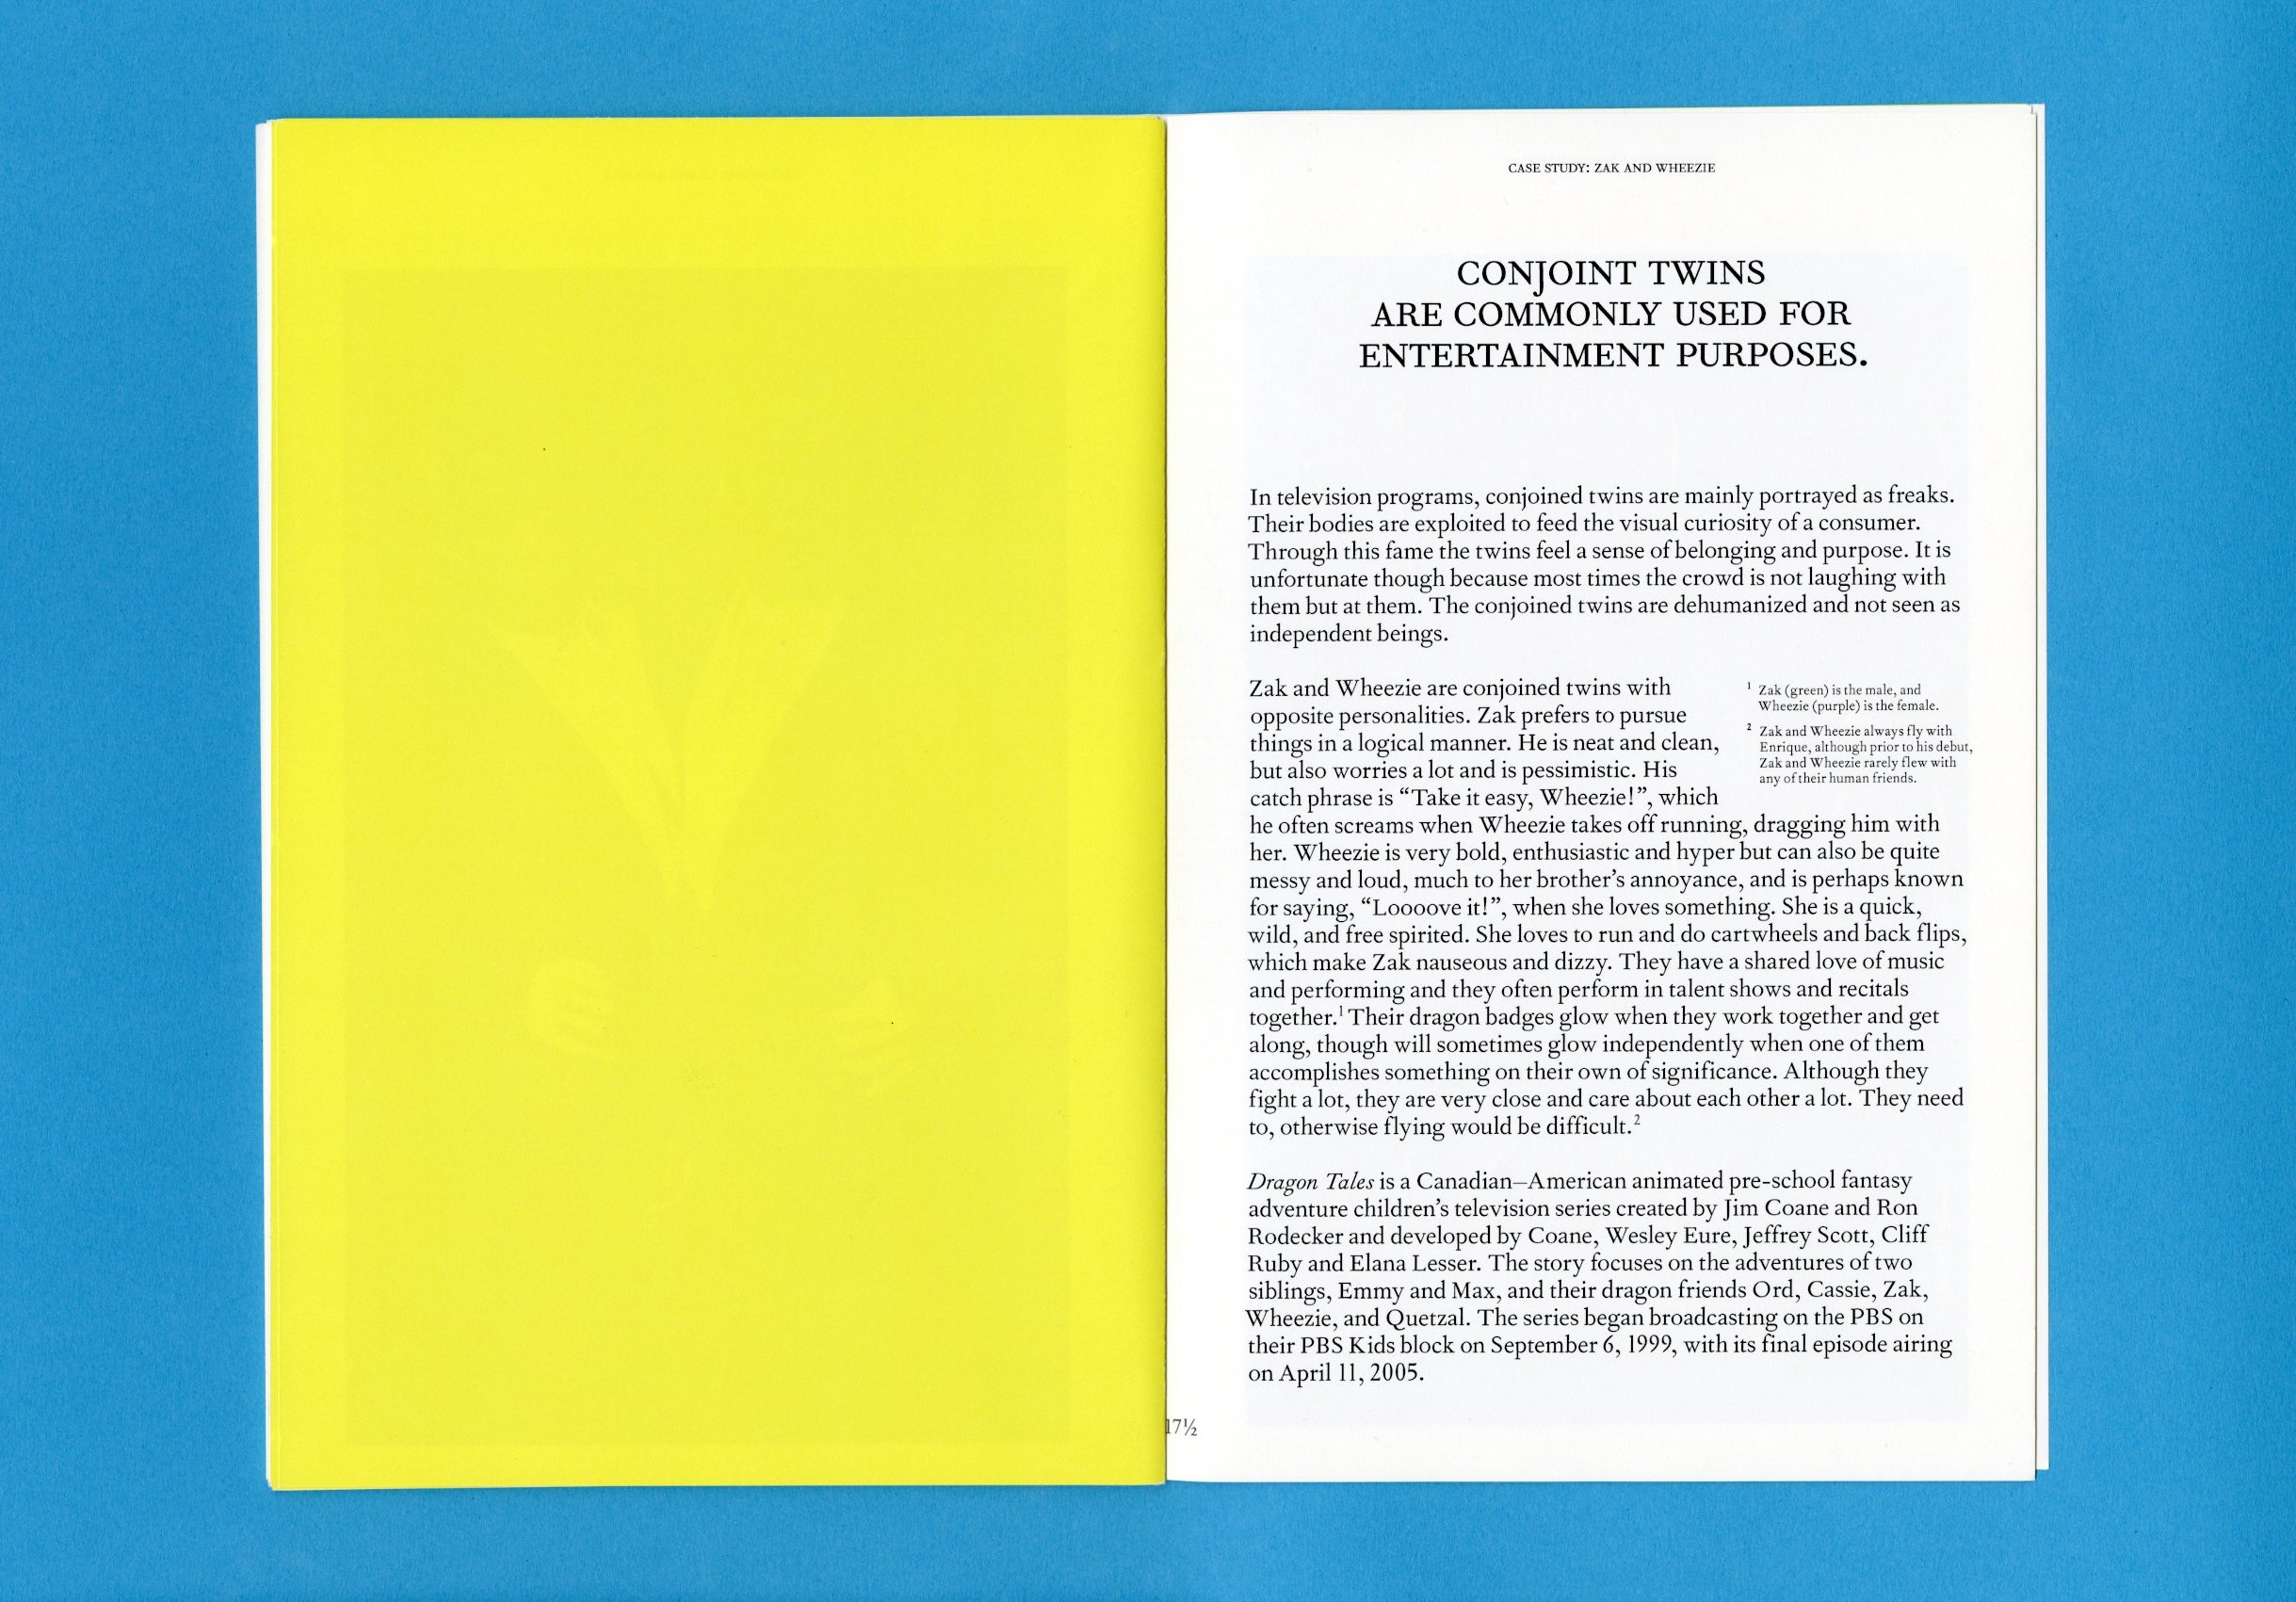 CASE STUDY: ZAK AND WHEEZIE
CONJOINT TWINS
ARE COMMONLY USED FOR
ENTERTAINMENT PURPOSES.
In television programs, conjoined twins are mainly portrayed as freaks.
Their bodies are exploited to feed the visual curiosity of a consumer.
Through this fame the twins feel a sense of belonging and purpose. It is
unfortunate though because most times the crowd is not laughing with
them but at them. The conjoined twins are dehumanized and not seen as
independent beings.
Zak and Wheezie are conjoined twins with
opposite personalities. Zak prefers to pursue
things in a logical manner. He is neat and clean,
but also worries a lot and is pessimistic. His
catch phrase is “Take it easy, Wheezie!”, which
he often screams when Wheezie takes off running, dragging him with
her. Wheezie is very bold, enthusiastic and hyper but can also be quite
messy and loud, much to her brother’s annoyance, and is perhaps known
for saying, “Loooove it!”, when she loves something. She is a quick,
wild, and free spirited. She loves to run and do cartwheels and back flips,
which make Zak nauseous and dizzy. They have a shared love of music
and performing and they often perform in talent shows and recitals
together.¹ Their dragon badges glow when they work together and get
along, though will sometimes glow independently when one of them
accomplishes something on their own of significance. Although they
fight a lot, they are very close and care about each other a lot. They need
to, otherwise flying would be difficult.²
¹ Zak (green) is the male, and
Wheezie (purple) is the female.
² Zak and Wheezie always fly with
Enrique, although prior to his debut,
Zak and Wheezie rarely flew with
any of their human friends.
Dragon Tales is a Canadian–American animated pre-school fantasy
adventure children’s television series created by Jim Coane and Ron
Rodecker and developed by Coane, Wesley Eure, Jeffrey Scott, Cliff
Ruby and Elana Lesser. The story focuses on the adventures of two
siblings, Emmy and Max, and their dragon friends Ord, Cassie, Zak,
Wheezie, and Quetzal. The series began broadcasting on the PBS on
their PBS Kids block on September 6, 1999, with its final episode airing
on April 11, 2005.
17½